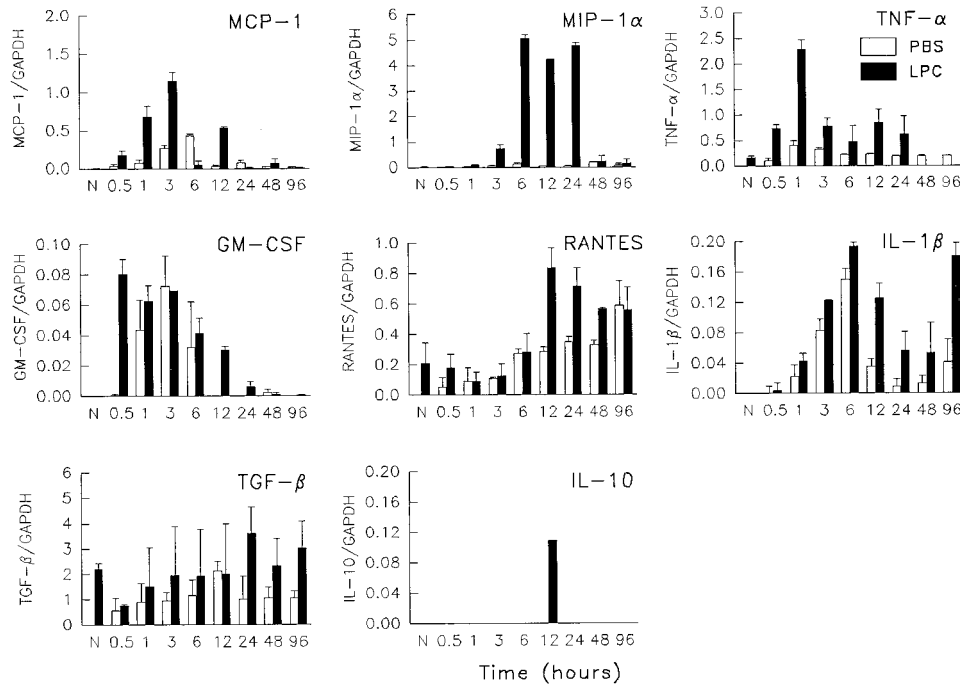 MCP-1
MCP-1/GAPDH
2.0
1.5
1.0
0.5
0.0
N 0.5 1 3 6 12 24 48 96
MIP-1α
MIP-1α/GAPDH
6
5
4
3
2
1
0
N 0.5 1 3 6 12 24 48 96
TNF-α
PBS
LPC
TNF-α/GAPDH
3.0
2.5
2.0
1.5
1.0
0.5
0.0
N 0.5 1 3 6 12 24 48 96
GM-CSF
GM-CSF/GAPDH
0.10
0.08
0.06
0.04
0.02
0.00
N 0.5 1 3 6 12 24 48 96
RANTES
RANTES/GAPDH
1.0
0.8
0.6
0.4
0.2
0.0
N 0.5 1 3 6 12 24 48 96
IL-1β
IL-1β/GAPDH
0.20
0.16
0.12
0.08
0.04
0.00
N 0.5 1 3 6 12 24 48 96
TGF-β
TGF-β/GAPDH
6
5
4
3
2
1
0
N 0.5 1 3 6 12 24 48 96
IL-10
IL-10/GAPDH
0.20
0.16
0.12
0.08
0.04
0.00
N 0.5 1 3 6 12 24 48 96
Time (hours)